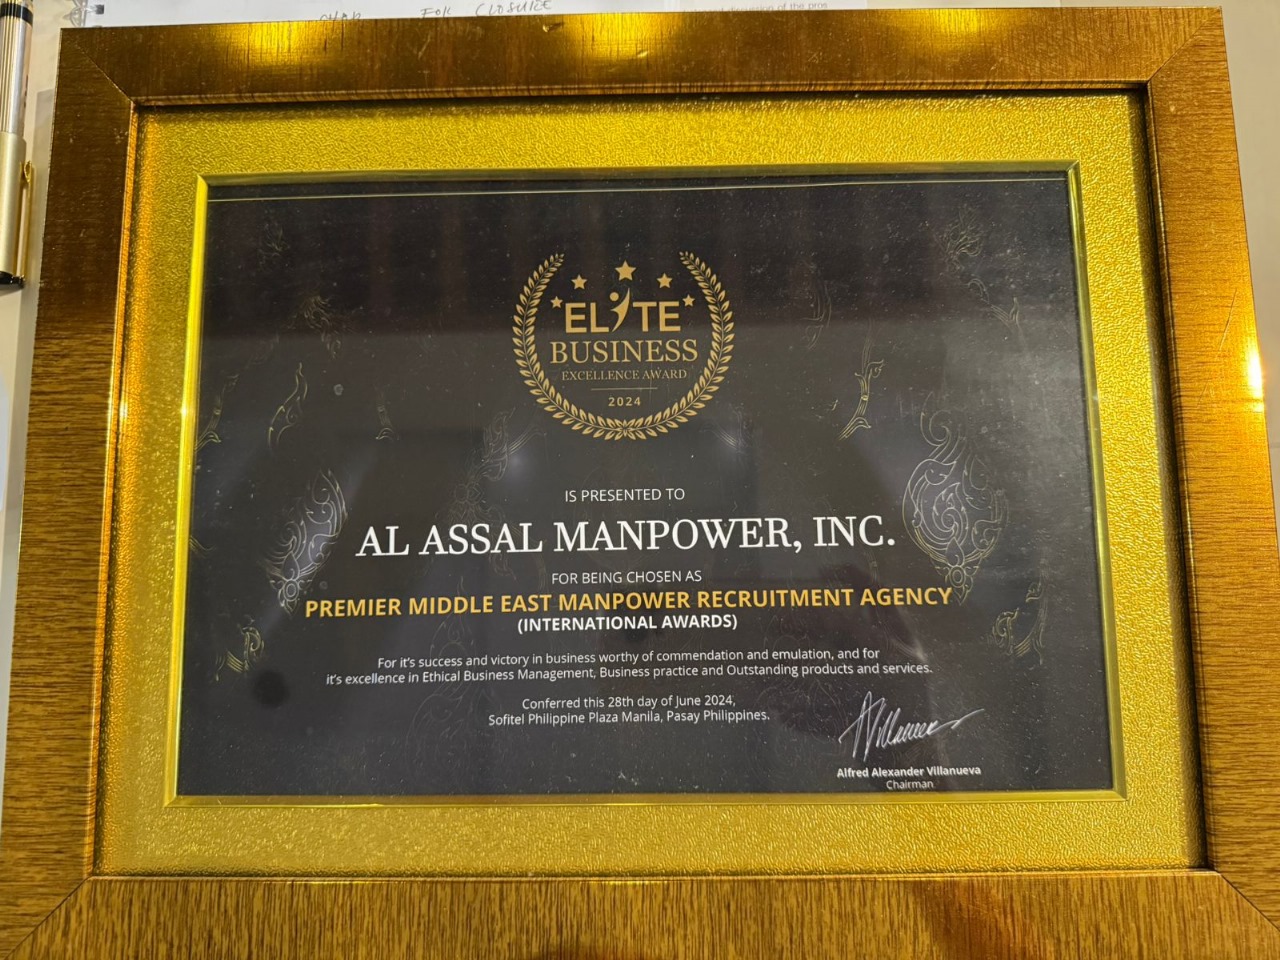 FOR CLOSURE
ELITE
BUSINESS
EXCELLENCE AWARD
2024
IS PRESENTED TO
AL ASSAL MANPOWER, INC.
FOR BEING CHOSEN AS
PREMIER MIDDLE EAST MANPOWER RECRUITMENT AGENCY
(INTERNATIONAL AWARDS)
For it's success and victory in business worthy of commendation and emulation, and for
it's excellence in Ethical Business Management, Business practice and Outstanding products and services.
Conferred this 28th day of June 2024,
Sofitel Philippine Plaza Manila, Pasay Philippines.
Alfred Alexander Villanueva
Chairman